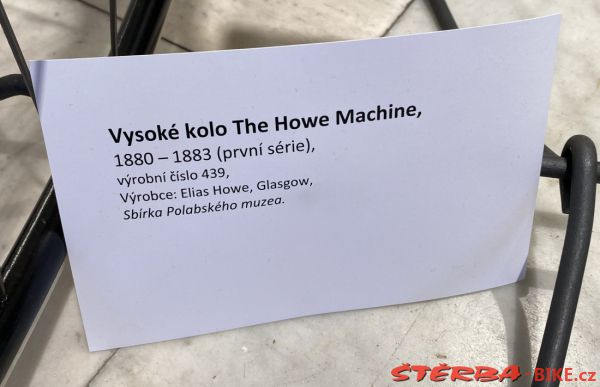 Vysoké kolo The Howe Machine,
1880 – 1883 (první série),
výrobní číslo 439,
Výrobce: Elias Howe, Glasgow,
Sbírka Polabského muzea.
ŠTĚRBA-BIKE.cz